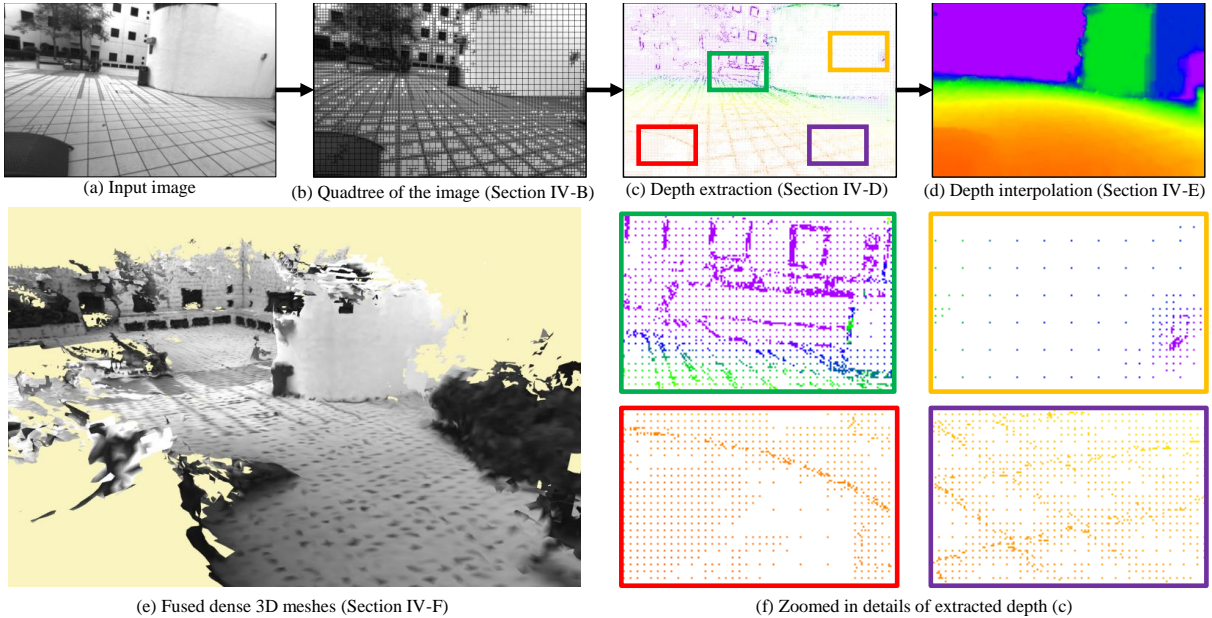 (a) Input image
(b) Quadtree of the image (Section IV-B)
(c) Depth extraction (Section IV-D)
(d) Depth interpolation (Section IV-E)
(e) Fused dense 3D meshes (Section IV-F)
(f) Zoomed in details of extracted depth (c)